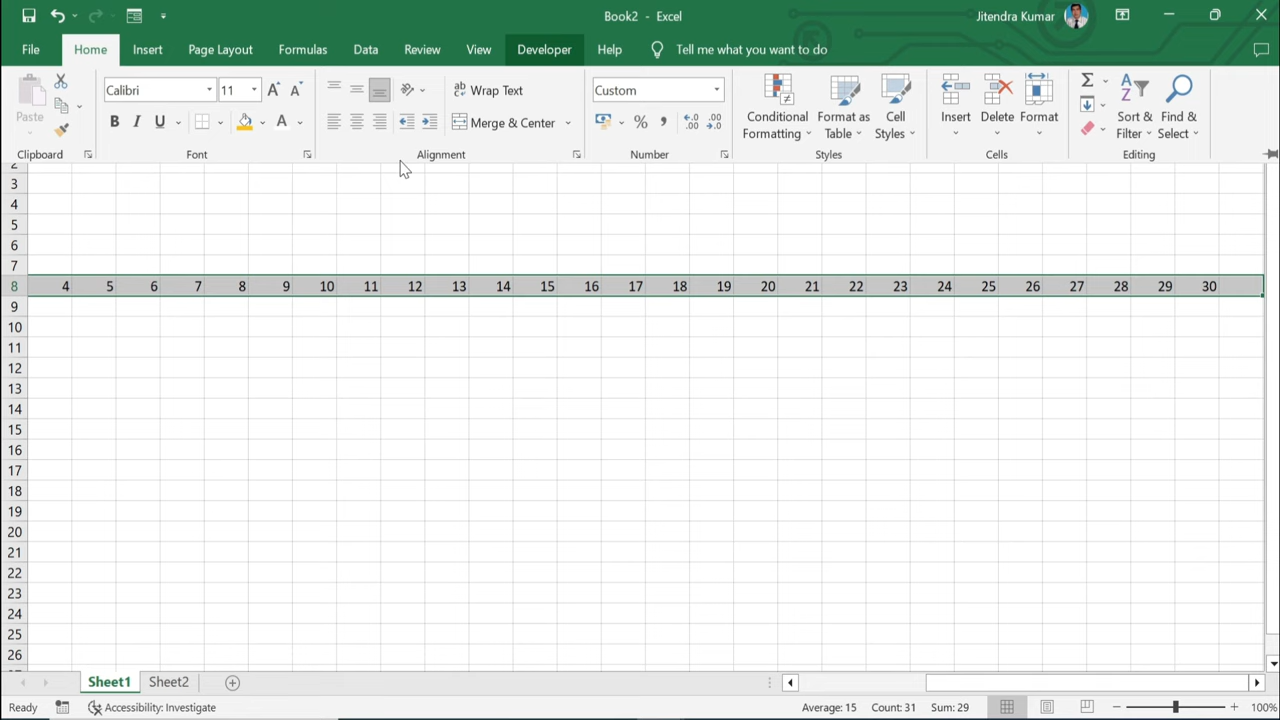 Book2 - Excel
Jitendra Kumar
File Home Insert Page Layout Formulas Data Review View Developer Help Tell me what you want to do
Paste
Clipboard
Calibri 11
B I U
Font
Wrap Text
Merge & Center
Alignment
Custom
Number
Conditional Formatting
Format as Table
Cell Styles
Styles
Insert Delete Format
Cells
Sort & Filter
Find & Select
Editing
2
3
4
5
6
7
8 4 5 6 7 8 9 10 11 12 13 14 15 16 17 18 19 20 21 22 23 24 25 26 27 28 29 30
9
10
11
12
13
14
15
16
17
18
19
20
21
22
23
24
25
26
Sheet1 Sheet2
Ready Accessibility: Investigate Average: 15 Count: 31 Sum: 29 100%